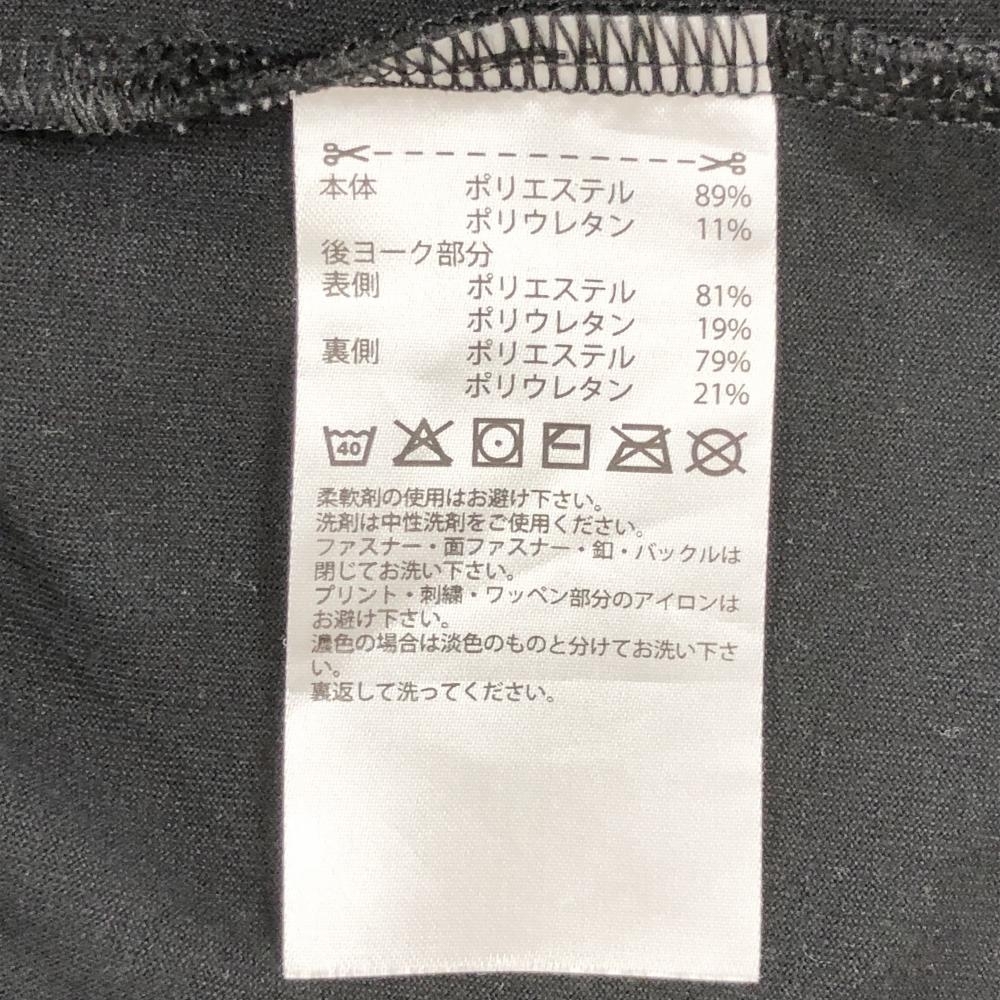 本体 ポリエステル 89%
ポリウレタン 11%
後ヨーク部分
表側 ポリエステル 81%
ポリウレタン 19%
裏側 ポリエステル 79%
ポリウレタン 21%
40
柔軟剤の使用はお避け下さい。
洗剤は中性洗剤をご使用ください。
ファスナー・面ファスナー・釦・バックルは
閉じてお洗い下さい。
プリント・刺繍・ワッペン部分のアイロンは
お避け下さい。
濃色の場合は淡色のものと分けてお洗い下さ
い。
裏返して洗ってください。